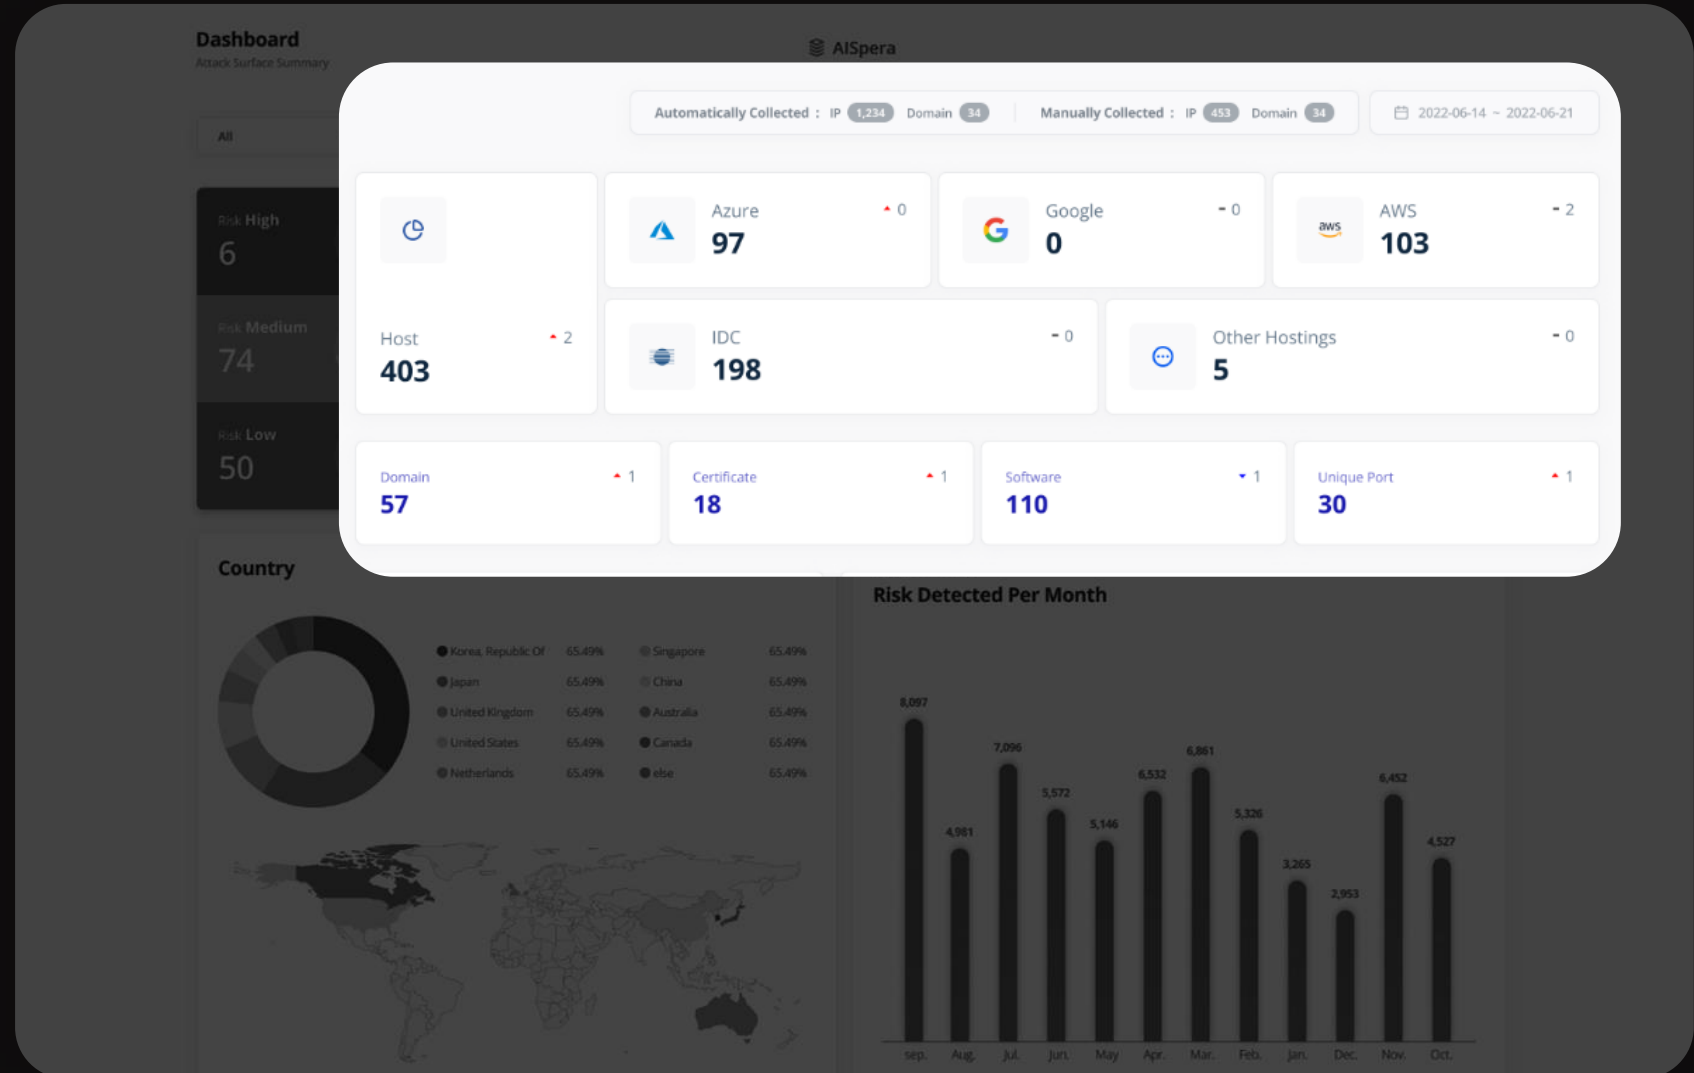 Dashboard
Attack Surface Summary
AISpera
Automatically Collected : IP 1,234 Domain 34 Manually Collected : IP 453 Domain 34
2022-06-14 ~ 2022-06-21
All
Risk High
6
Risk Medium
74
Risk Low
50
Host 2
403
Azure 0
97
Google - 0
0
aws
AWS - 2
103
IDC - 0
198
Other Hostings - 0
5
Domain 1
57
Certificate 1
18
Software 1
110
Unique Port 1
30
Country
Korea, Republic Of 65.49% Singapore 65.49%
Japan 65.49% China 65.49%
United Kingdom 65.49% Australia 65.49%
United States 65.49% Canada 65.49%
Netherlands 65.49% else 65.49%
Risk Detected Per Month
8,097
4,981
7,096
5,572
5,146
6,532
6,861
5,326
3,265
2,953
6,452
4,527
sep. Aug. Jul. Jun. May Apr. Mar. Feb. Jan. Dec. Nov. Oct.